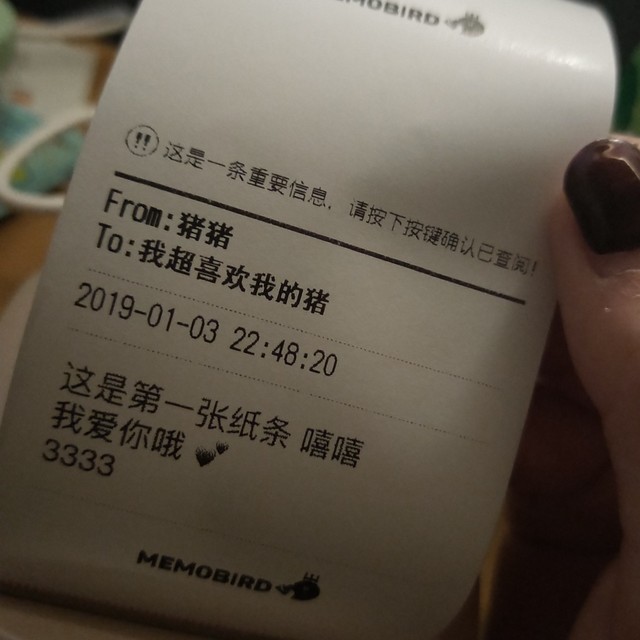 MEMOBIRD
!! 这是一条重要信息，请按下按键确认已查阅!
From:猪猪
To:我超喜欢我的猪
2019-01-03 22:48:20
这是第一张纸条 嘻嘻
我爱你哦 💕
3333
MEMOBIRD